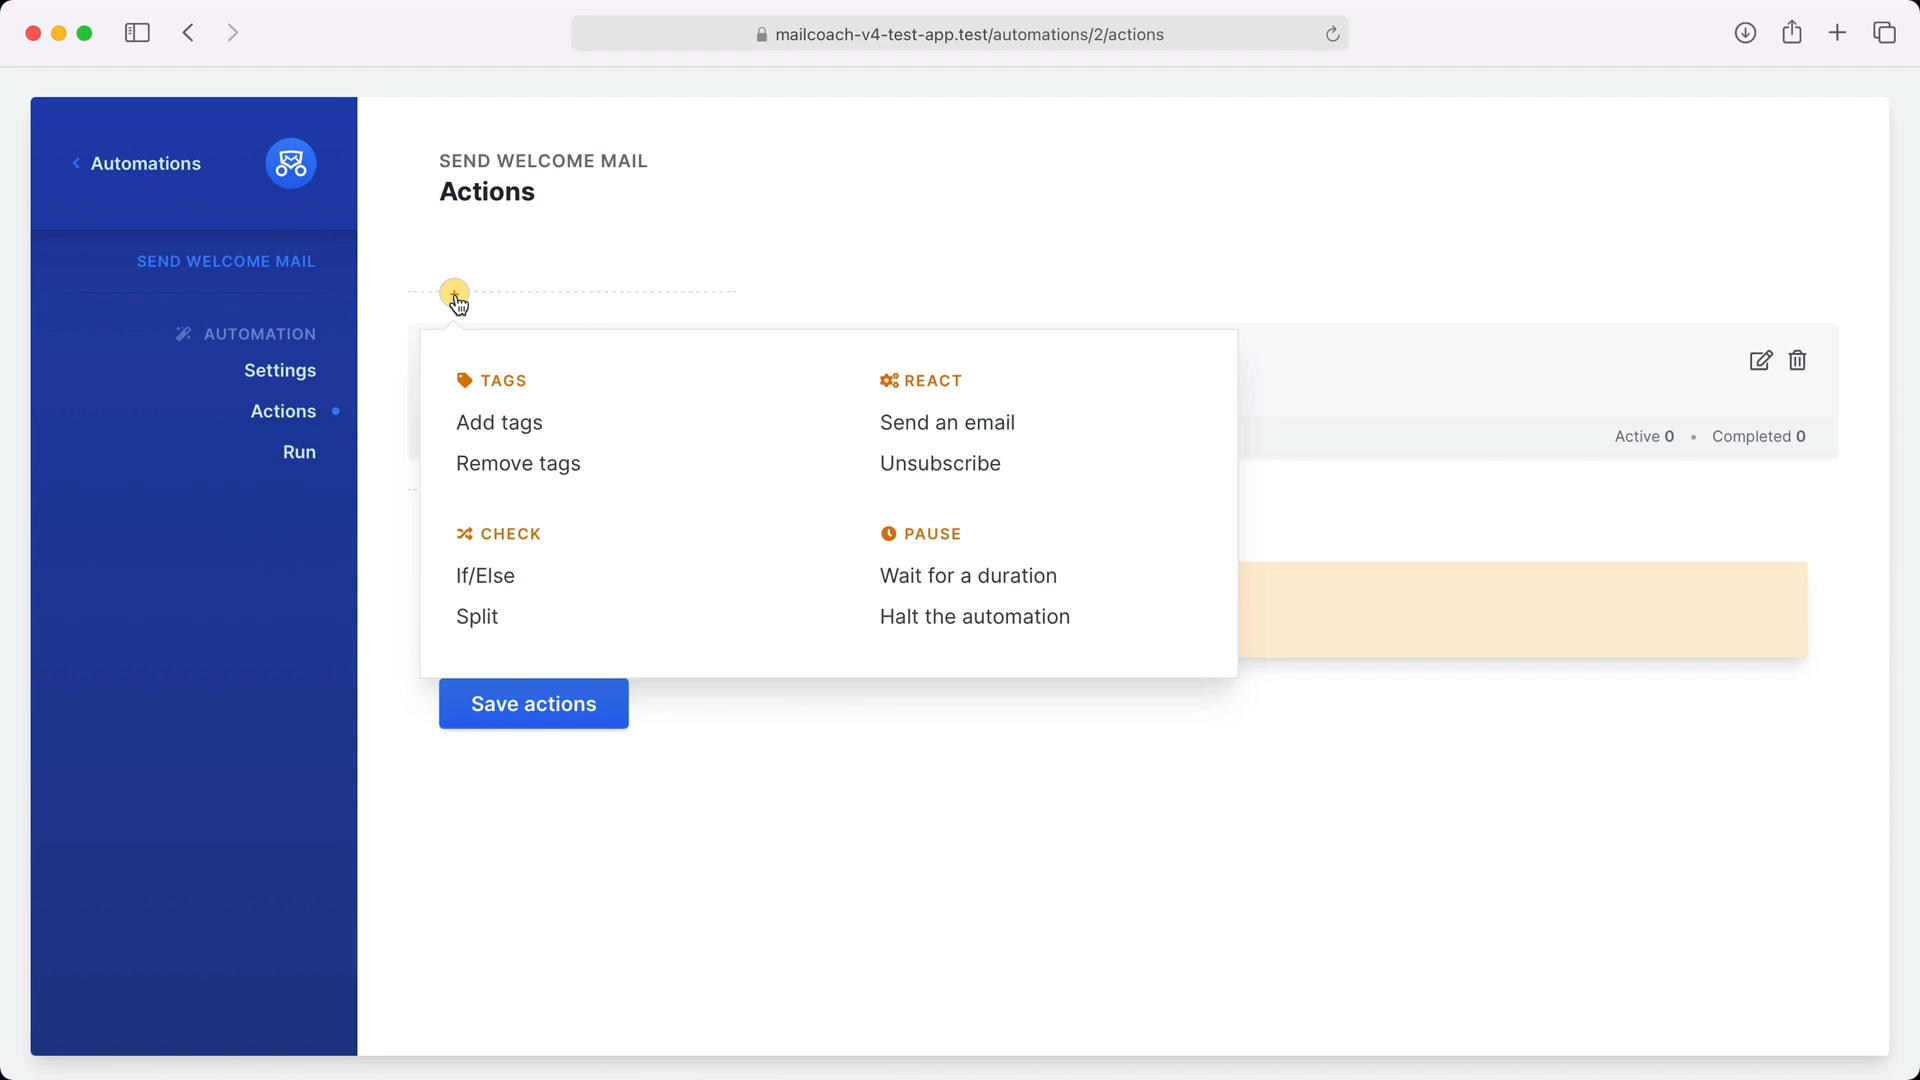 mailcoach-v4-test-app.test/automations/2/actions
Automations
SEND WELCOME MAIL
AUTOMATION
Settings
Actions
Run
SEND WELCOME MAIL
Actions
TAGS
Add tags
Remove tags
REACT
Send an email
Unsubscribe
CHECK
If/Else
Split
PAUSE
Wait for a duration
Halt the automation
Active 0 • Completed 0
Save actions